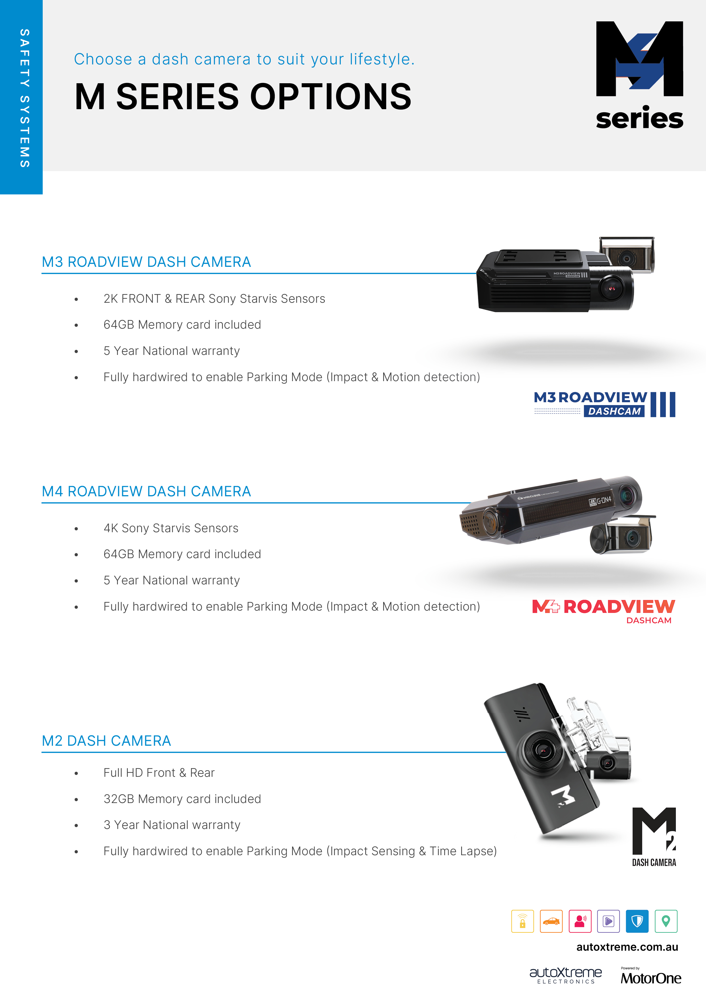 SAFETY SYSTEMS
Choose a dash camera to suit your lifestyle.
M SERIES OPTIONS
M
series
M3 ROADVIEW DASH CAMERA
M3 ROADVIEW
DASHCAM
• 2K FRONT & REAR Sony Starvis Sensors
• 64GB Memory card included
• 5 Year National warranty
• Fully hardwired to enable Parking Mode (Impact & Motion detection)
M3 ROADVIEW
DASHCAM
M4 ROADVIEW DASH CAMERA
withCLOUD
4K G-ON4
• 4K Sony Starvis Sensors
• 64GB Memory card included
• 5 Year National warranty
• Fully hardwired to enable Parking Mode (Impact & Motion detection)
M4 ROADVIEW
DASHCAM
M2 DASH CAMERA
• Full HD Front & Rear
• 32GB Memory card included
• 3 Year National warranty
• Fully hardwired to enable Parking Mode (Impact Sensing & Time Lapse)
M2
M2
DASH CAMERA
autoxtreme.com.au
autoXtreme
ELECTRONICS
Powered by
MotorOne